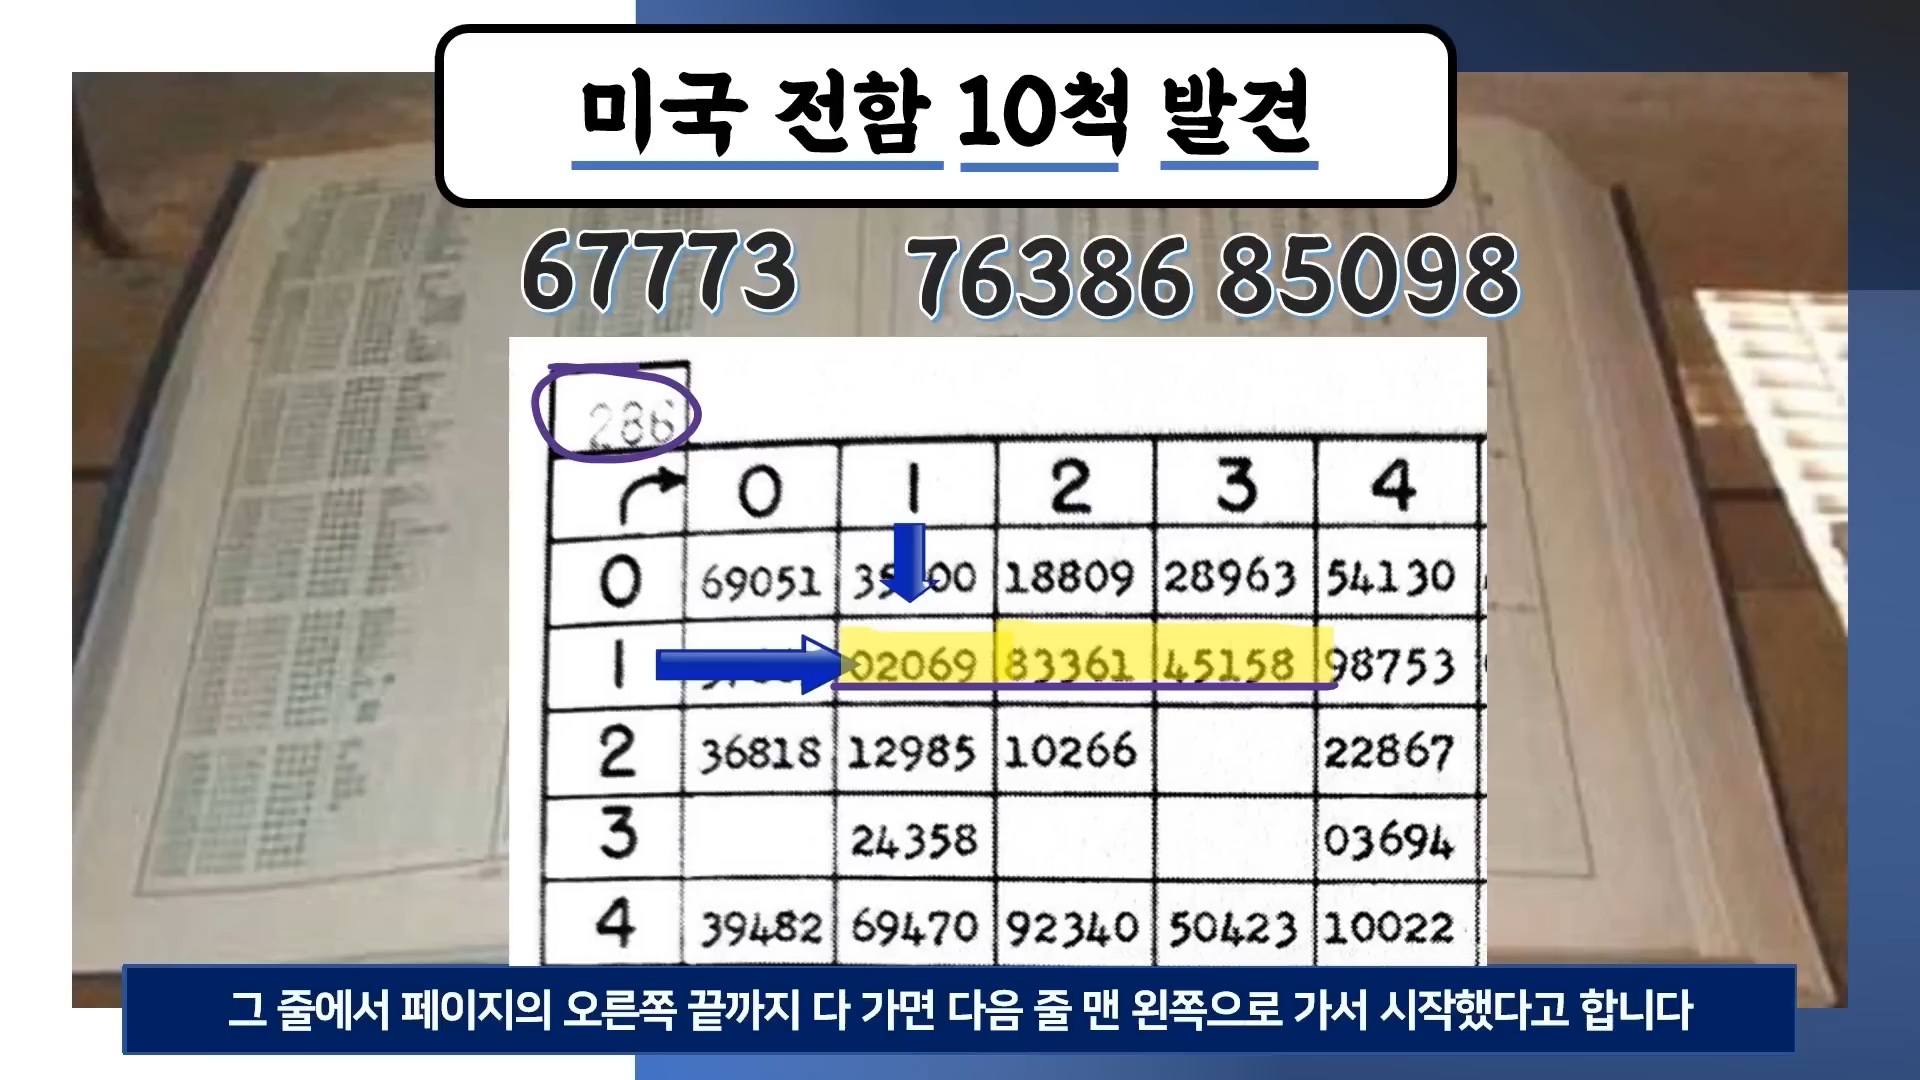 미국 전함 10척 발견
67773 76386 85098
286
0 1 2 3 4
0 69051 18809 28963 54130
1 02069 83361 45158 98753
2 36818 12985 10266 22867
3 24358 03694
4 39482 69470 92340 50423 10022
그 줄에서 페이지의 오른쪽 끝까지 다 가면 다음 줄 맨 왼쪽으로 가서 시작했다고 합니다